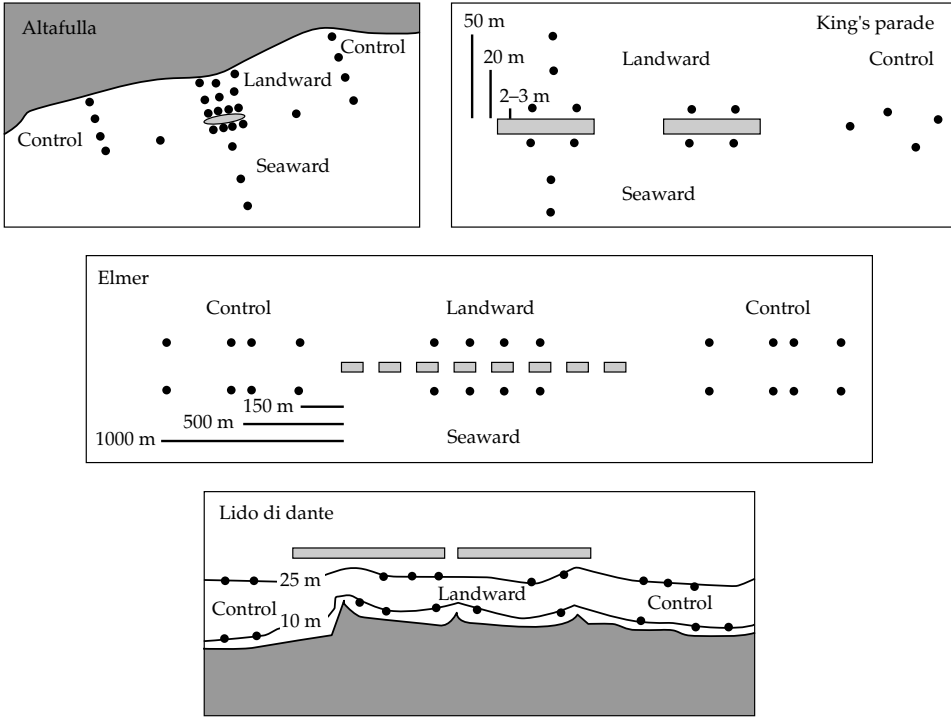 Altafulla
Control
Landward
Control
Seaward
50 m
King's parade
20 m
Landward
Control
2–3 m
Seaward
Elmer
Control
Landward
Control
150 m
500 m
1000 m
Seaward
Lido di dante
25 m
Landward
Control
Control
10 m